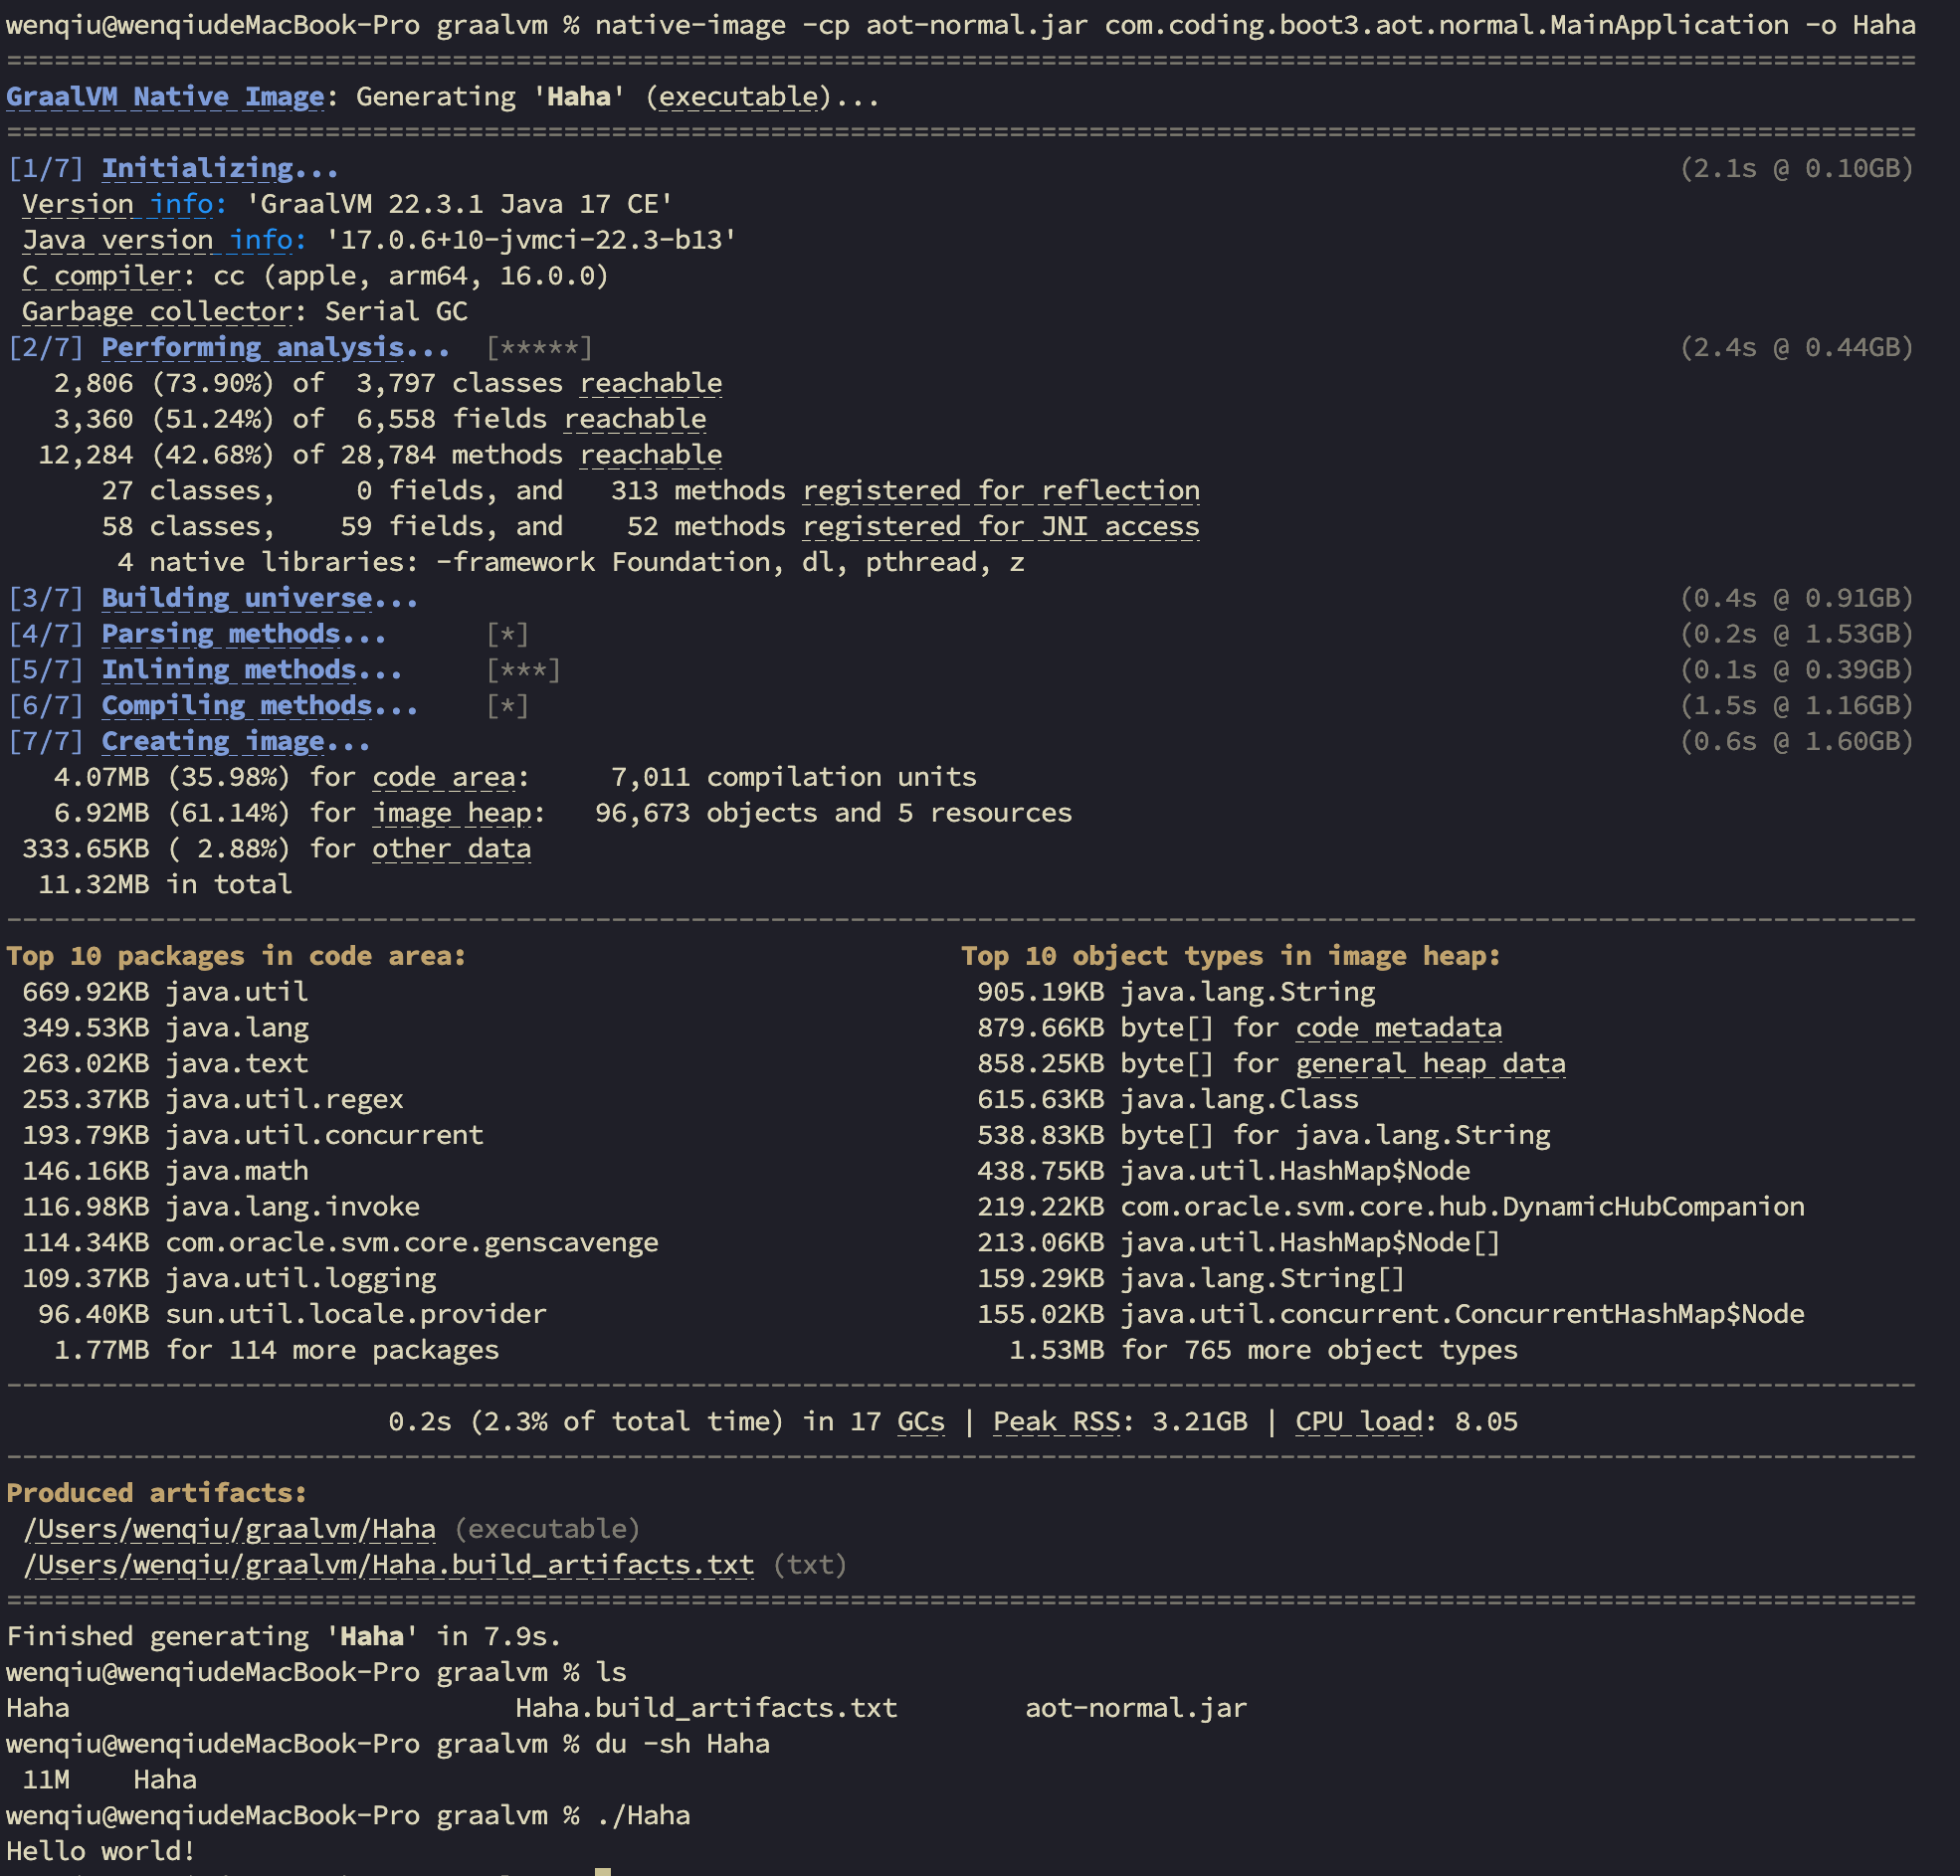 wenqiu@wenqiudeMacBook-Pro graalvm % native-image -cp aot-normal.jar com.coding.boot3.aot.normal.MainApplication -o Haha
========================================================================================================================
GraalVM Native Image: Generating 'Haha' (executable)...
========================================================================================================================
[1/7] Initializing... (2.1s @ 0.10GB)
Version info: 'GraalVM 22.3.1 Java 17 CE'
Java version info: '17.0.6+10-jvmci-22.3-b13'
C compiler: cc (apple, arm64, 16.0.0)
Garbage collector: Serial GC
[2/7] Performing analysis... [*****] (2.4s @ 0.44GB)
2,806 (73.90%) of 3,797 classes reachable
3,360 (51.24%) of 6,558 fields reachable
12,284 (42.68%) of 28,784 methods reachable
27 classes, 0 fields, and 313 methods registered for reflection
58 classes, 59 fields, and 52 methods registered for JNI access
4 native libraries: -framework Foundation, dl, pthread, z
[3/7] Building universe... (0.4s @ 0.91GB)
[4/7] Parsing methods... [*] (0.2s @ 1.53GB)
[5/7] Inlining methods... [***] (0.1s @ 0.39GB)
[6/7] Compiling methods... [*] (1.5s @ 1.16GB)
[7/7] Creating image... (0.6s @ 1.60GB)
4.07MB (35.98%) for code area: 7,011 compilation units
6.92MB (61.14%) for image heap: 96,673 objects and 5 resources
333.65KB ( 2.88%) for other data
11.32MB in total
------------------------------------------------------------------------------------------------------------------------
Top 10 packages in code area: Top 10 object types in image heap:
669.92KB java.util 905.19KB java.lang.String
349.53KB java.lang 879.66KB byte[] for code metadata
263.02KB java.text 858.25KB byte[] for general heap data
253.37KB java.util.regex 615.63KB java.lang.Class
193.79KB java.util.concurrent 538.83KB byte[] for java.lang.String
146.16KB java.math 438.75KB java.util.HashMap$Node
116.98KB java.lang.invoke 219.22KB com.oracle.svm.core.hub.DynamicHubCompanion
114.34KB com.oracle.svm.core.genscavenge 213.06KB java.util.HashMap$Node[]
109.37KB java.util.logging 159.29KB java.lang.String[]
96.40KB sun.util.locale.provider 155.02KB java.util.concurrent.ConcurrentHashMap$Node
1.77MB for 114 more packages 1.53MB for 765 more object types
------------------------------------------------------------------------------------------------------------------------
0.2s (2.3% of total time) in 17 GCs | Peak RSS: 3.21GB | CPU load: 8.05
------------------------------------------------------------------------------------------------------------------------
Produced artifacts:
/Users/wenqiu/graalvm/Haha (executable)
/Users/wenqiu/graalvm/Haha.build_artifacts.txt (txt)
========================================================================================================================
Finished generating 'Haha' in 7.9s.
wenqiu@wenqiudeMacBook-Pro graalvm % ls
Haha Haha.build_artifacts.txt aot-normal.jar
wenqiu@wenqiudeMacBook-Pro graalvm % du -sh Haha
11M Haha
wenqiu@wenqiudeMacBook-Pro graalvm % ./Haha
Hello world!